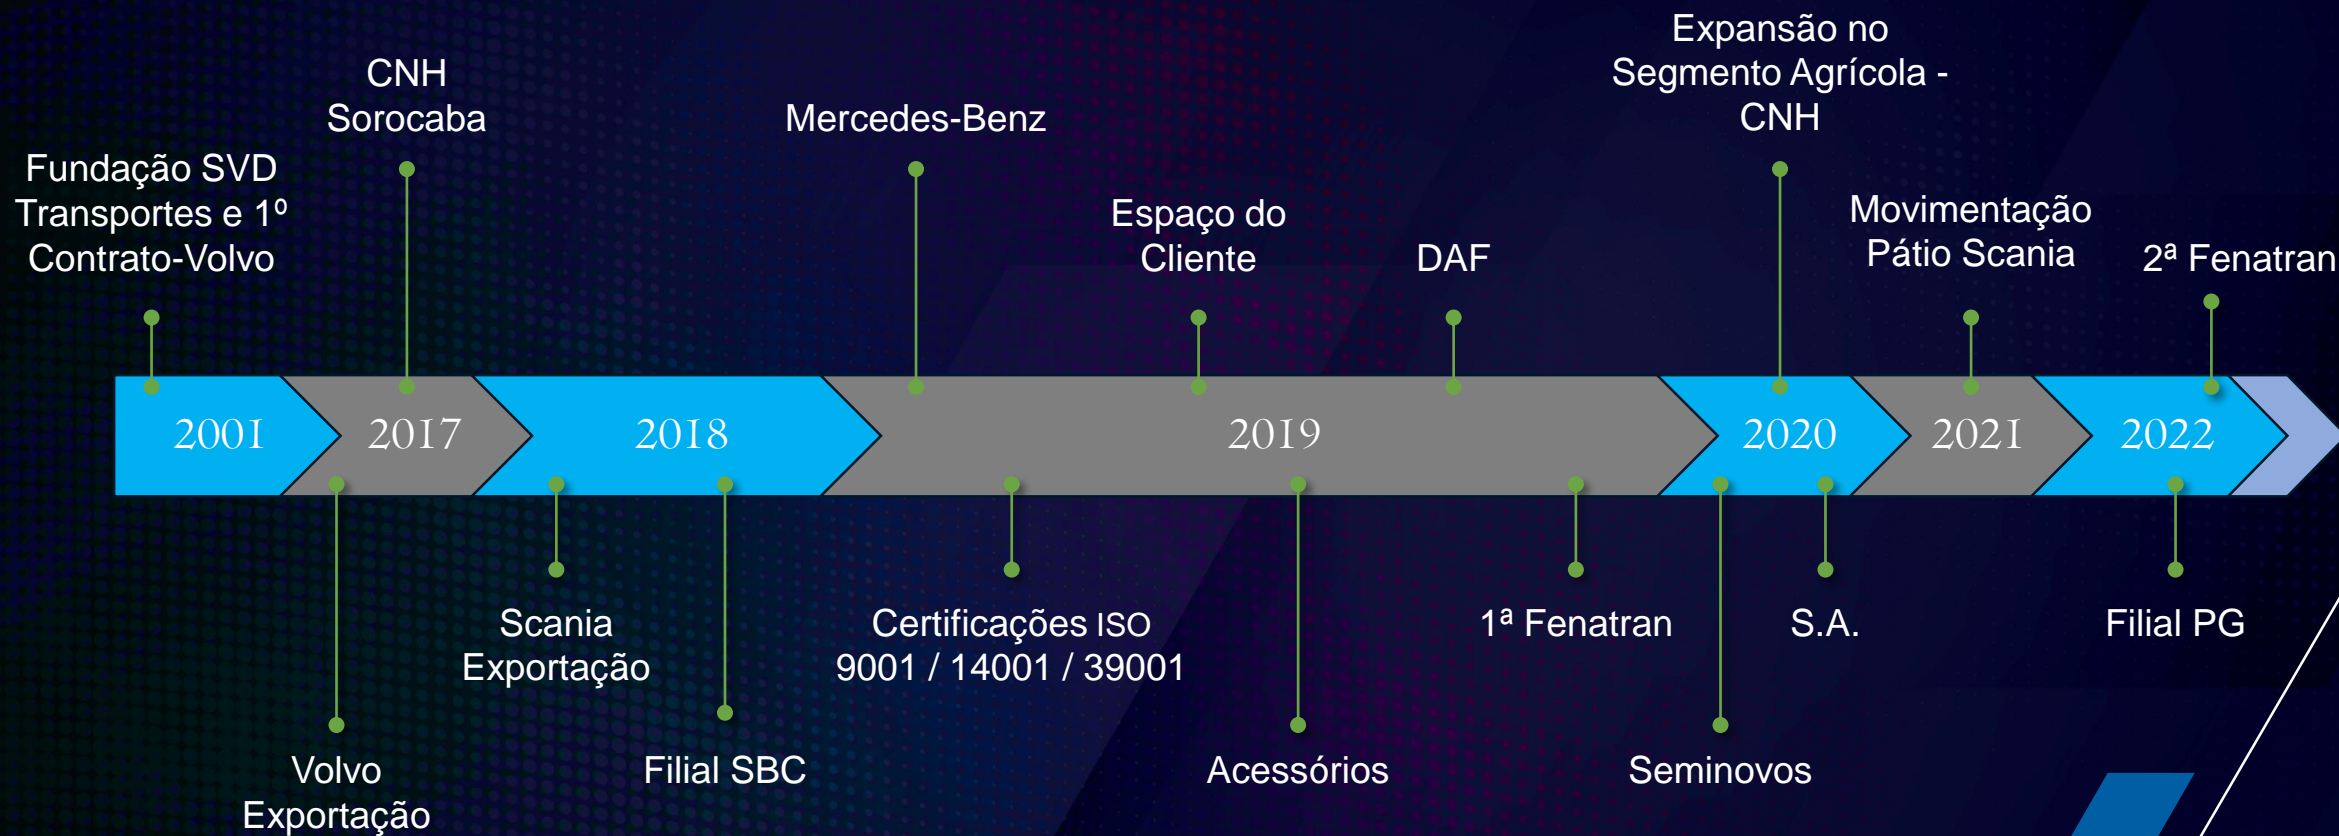 Fundação SVD
Transportes e 1º
Contrato-Volvo
CNH
Sorocaba
Mercedes-Benz
Espaço do
Cliente
DAF
Expansão no
Segmento Agrícola -
CNH
Movimentação
Pátio Scania
2ª Fenatran
2001
2017
2018
2019
2020
2021
2022
Volvo
Exportação
Scania
Exportação
Filial SBC
Certificações ISO
9001 / 14001 / 39001
Acessórios
1ª Fenatran
Seminovos
S.A.
Filial PG